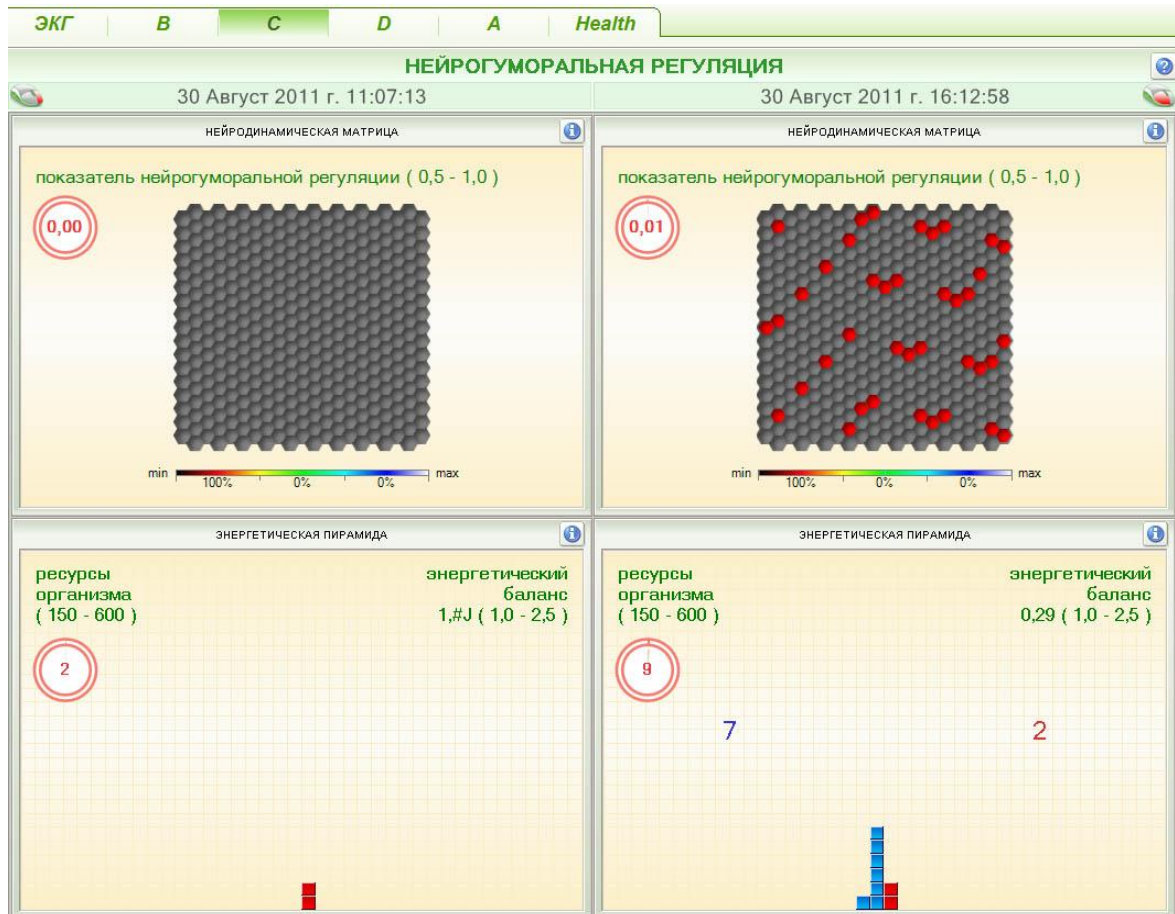 ЭКГ B C D A Health
НЕЙРОГУМОРАЛЬНАЯ РЕГУЛЯЦИЯ
30 Август 2011 г. 11:07:13
30 Август 2011 г. 16:12:58
НЕЙРОДИНАМИЧЕСКАЯ МАТРИЦА
показатель нейрогуморальной регуляции ( 0,5 - 1,0 )
0,00
min 100% 0% 0% max
НЕЙРОДИНАМИЧЕСКАЯ МАТРИЦА
показатель нейрогуморальной регуляции ( 0,5 - 1,0 )
0,01
min 100% 0% 0% max
ЭНЕРГЕТИЧЕСКАЯ ПИРАМИДА
ресурсы
организма
( 150 - 600 )
энергетический
баланс
1,#J ( 1,0 - 2,5 )
2
ЭНЕРГЕТИЧЕСКАЯ ПИРАМИДА
ресурсы
организма
( 150 - 600 )
энергетический
баланс
0,29 ( 1,0 - 2,5 )
9
7
2